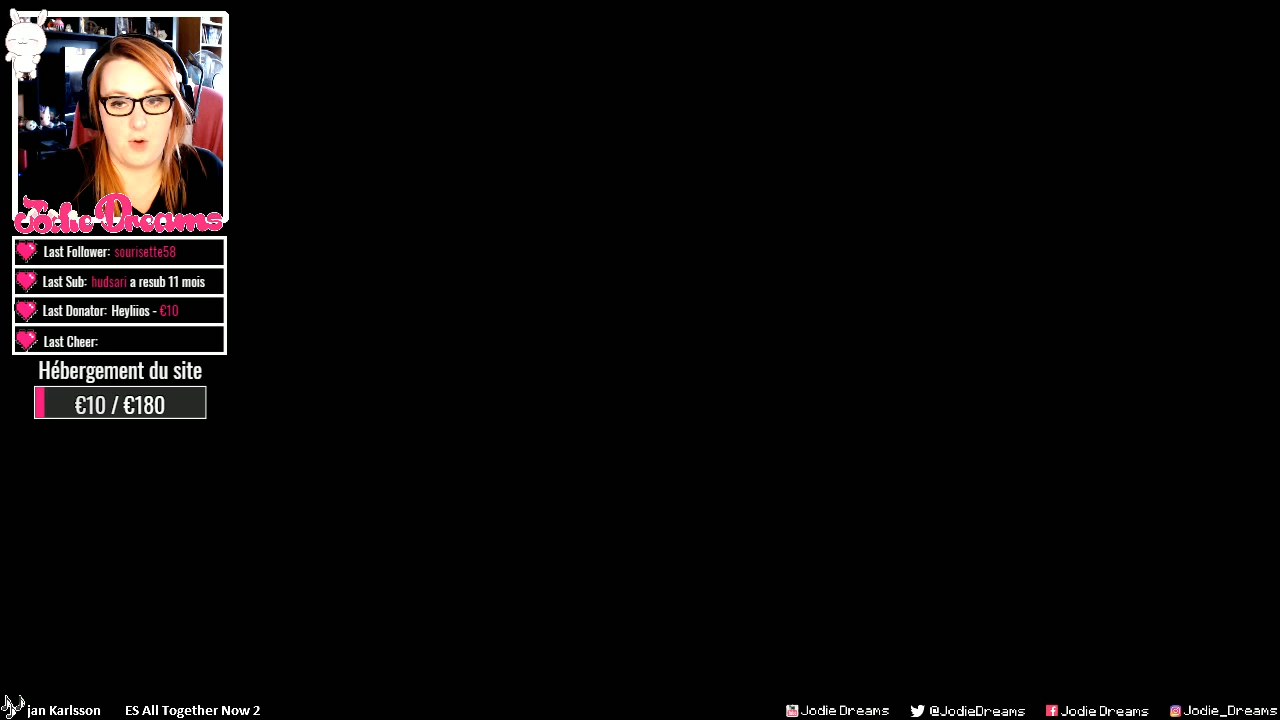 Jodie Dreams
Last Follower: sourisette58
Last Sub: hudsari a resub 11 mois
Last Donator: Heyliios - €10
Last Cheer:
Hébergement du site
€10 / €180
jan Karlsson ES All Together Now 2
Jodie Dreams @JodieDreams Jodie Dreams Jodie_Dreams